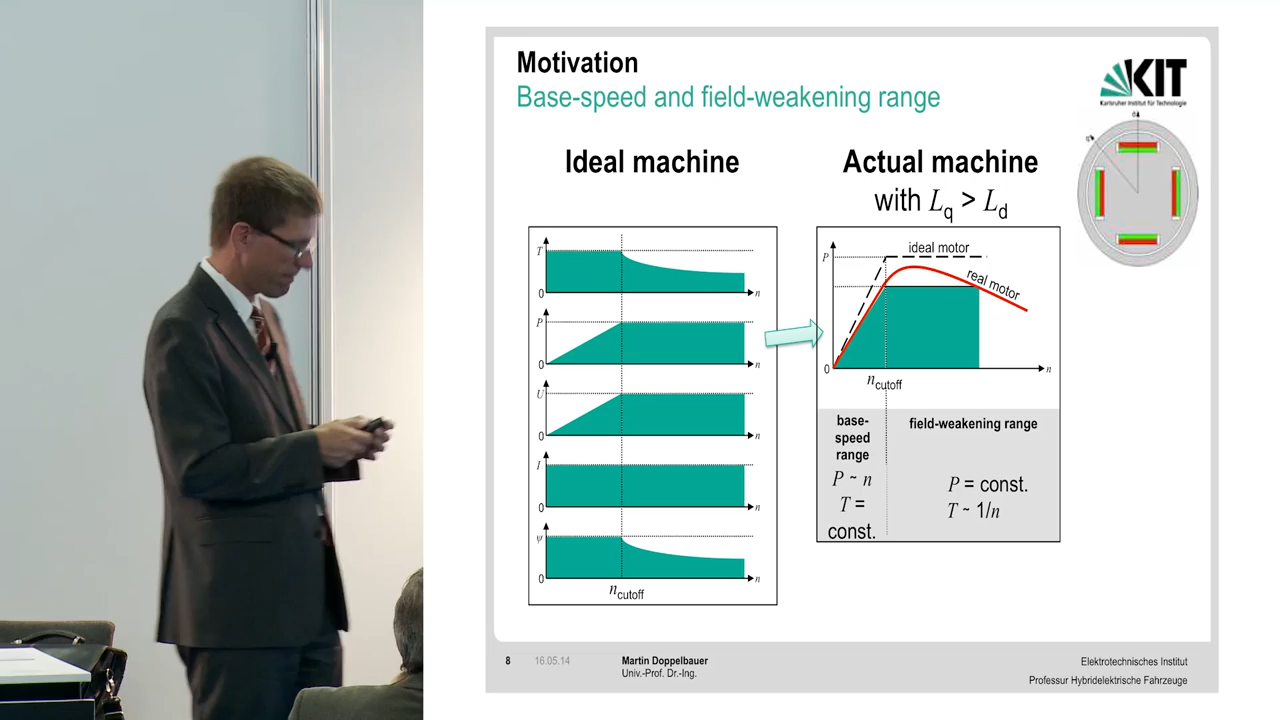 Motivation
Base-speed and field-weakening range
KIT
Karlsruher Institut für Technologie
d
q
Ideal machine
T
0
n
P
0
n
U
0
n
I
0
n
Ψ
0
n
n cutoff
Actual machine
with Lq > Ld
P
ideal motor
real motor
0
n
n cutoff
base-
speed
range
P ~ n
T =
const.
field-weakening range
P = const.
T ~ 1/n
8
16.05.14
Martin Doppelbauer
Univ.-Prof. Dr.-Ing.
Elektrotechnisches Institut
Professur Hybridelektrische Fahrzeuge